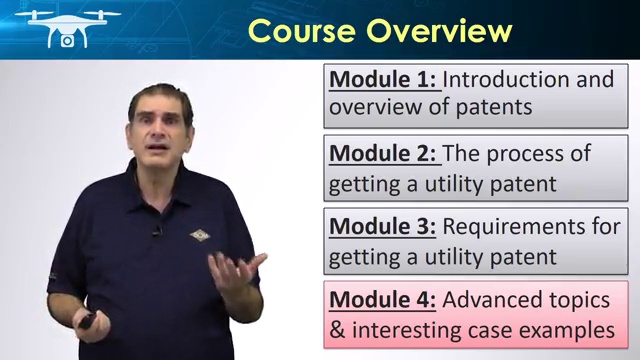 Course Overview
Module 1: Introduction and
overview of patents
Module 2: The process of
getting a utility patent
Module 3: Requirements for
getting a utility patent
Module 4: Advanced topics
& interesting case examples